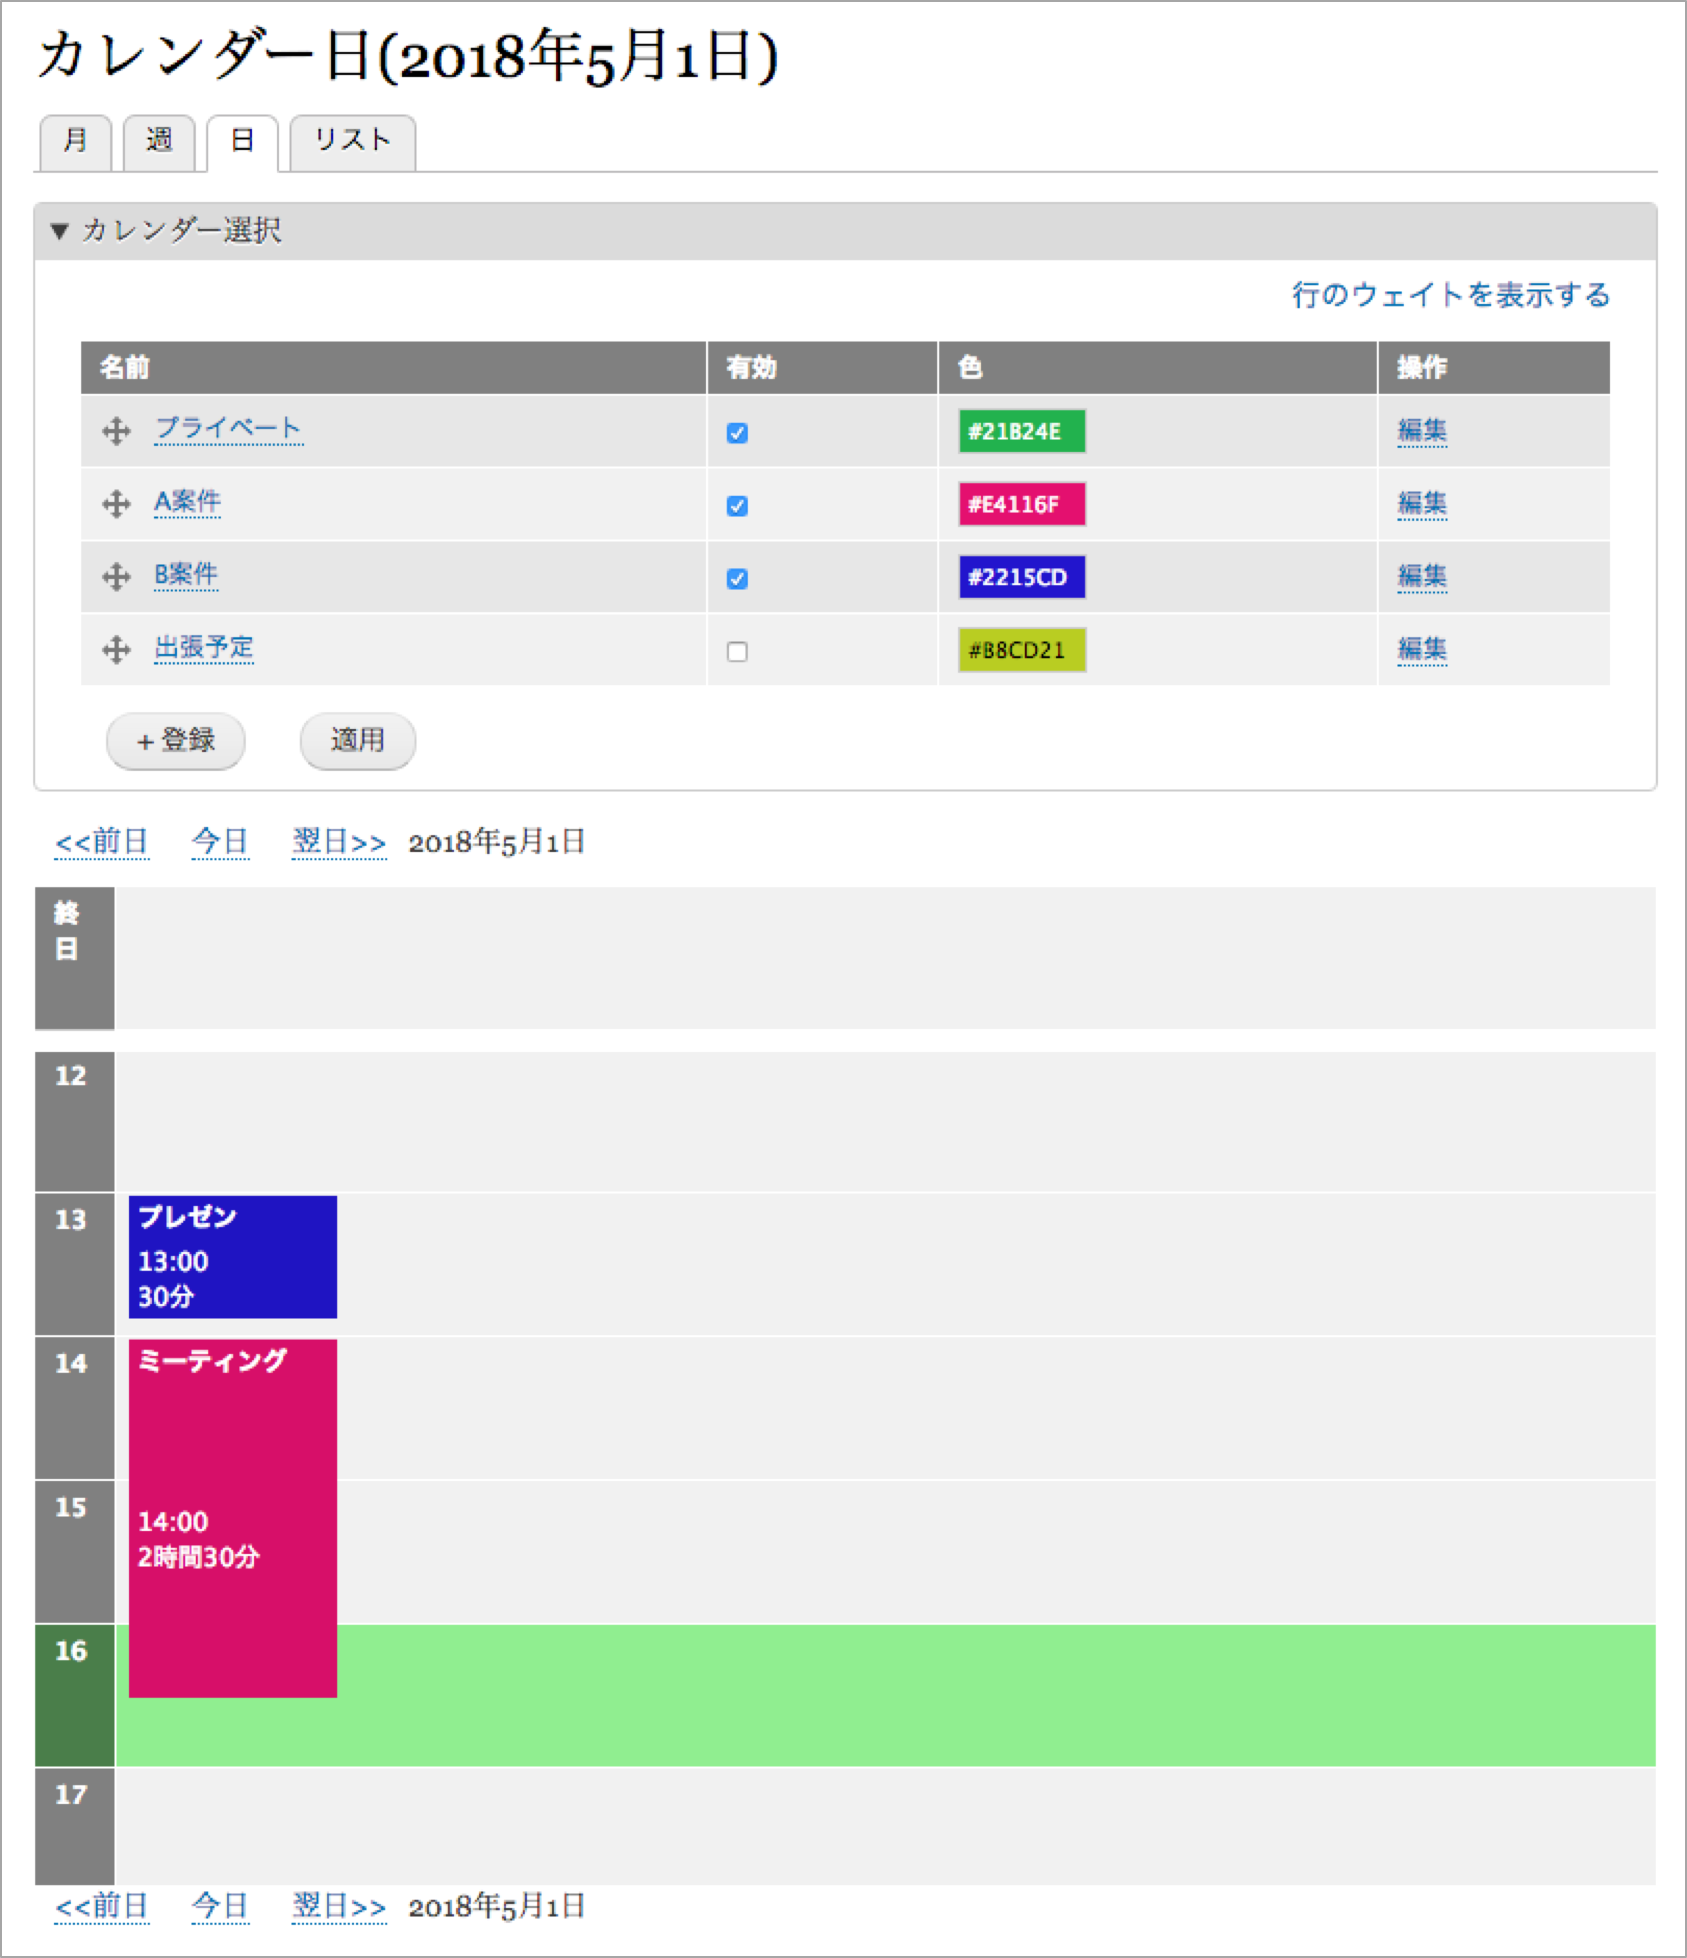 カレンダー日(2018年5月1日)
月 週 日 リスト
▼ カレンダー選択
行のウェイトを表示する
名前 有効 色 操作
プライベート #21B24E 編集
A案件 #E4116F 編集
B案件 #2215CD 編集
出張予定 #B8CD21 編集
+ 登録 適用
<<前日 今日 翌日>> 2018年5月1日
終
日
12
13 プレゼン
13:00
30分
14 ミーティング
15
14:00
2時間30分
16
17
<<前日 今日 翌日>> 2018年5月1日